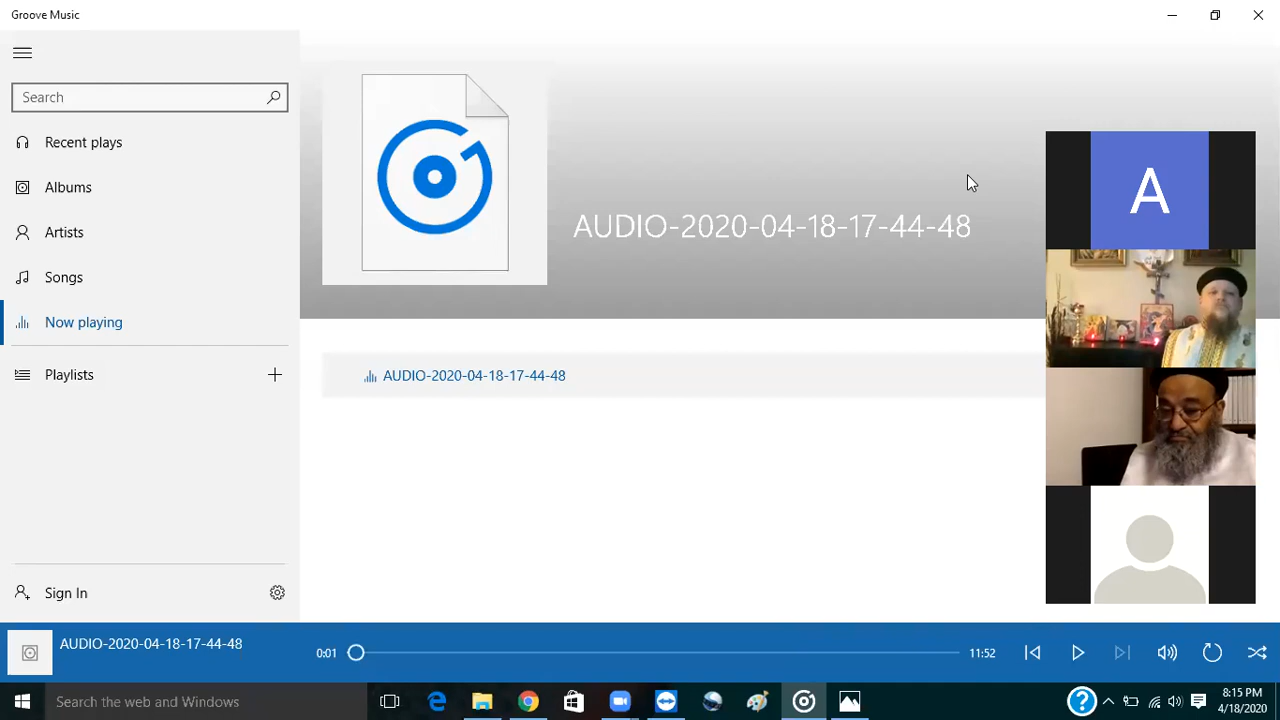 Groove Music
Search
Recent plays
Albums
Artists
Songs
Now playing
Playlists
Sign In
AUDIO-2020-04-18-17-44-48
AUDIO-2020-04-18-17-44-48
A
AUDIO-2020-04-18-17-44-48
0:01
11:52
Search the web and Windows
8:15 PM
4/18/2020